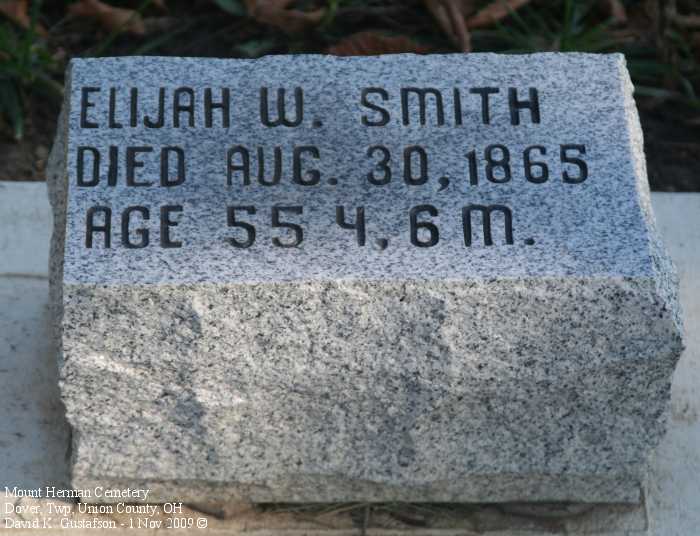 ELIJAH W. SMITH
DIED AUG. 30, 1865
AGE 55 Y. 6 M.
Mount Herman Cemetery
Dover, Twp, Union County, OH
David K. Gustafson - 1 Nov 2009 ©